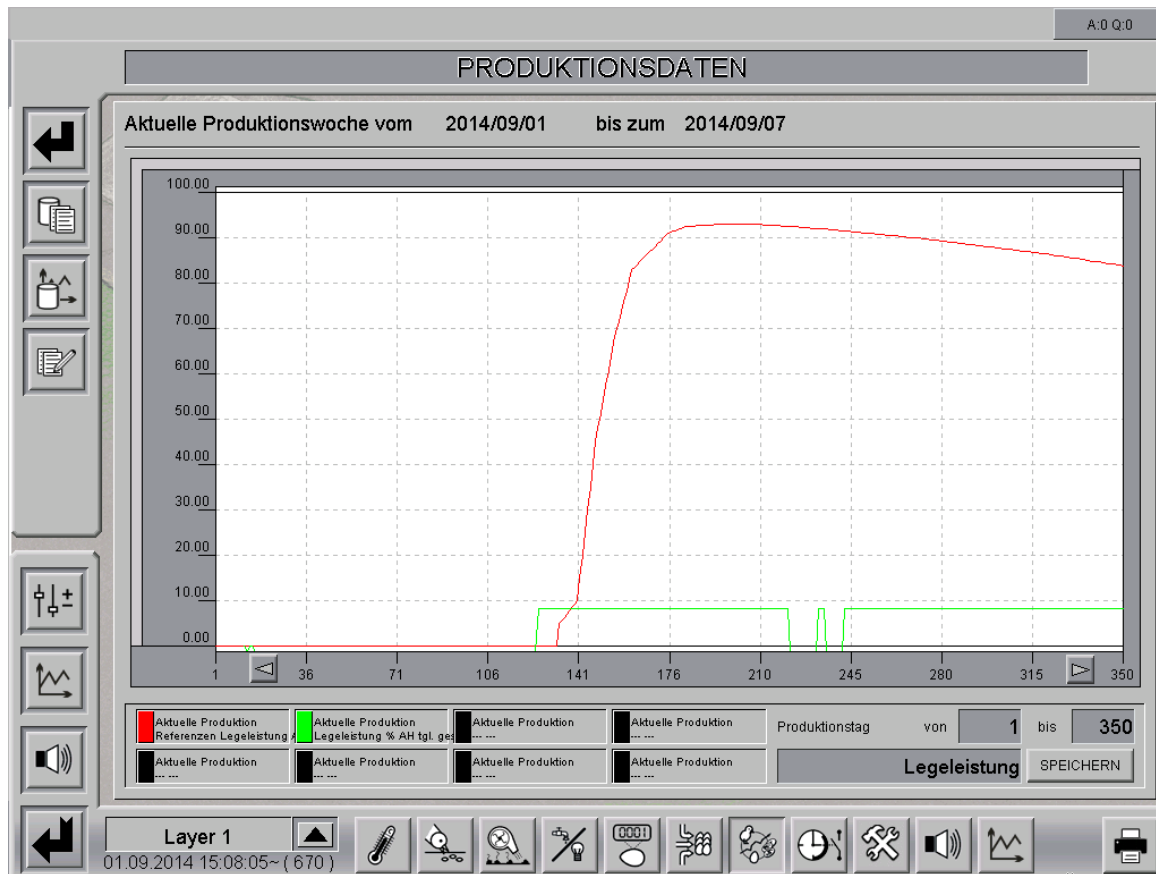 A:0 Q:0
PRODUKTIONSDATEN
Aktuelle Produktionswoche vom 2014/09/01 bis zum 2014/09/07
100.00
90.00
80.00
70.00
60.00
50.00
40.00
30.00
20.00
10.00
0.00
1 36 71 106 141 176 210 245 280 315 350
Aktuelle Produktion
Referenzen Legeleistung
Aktuelle Produktion
Legeleistung % AH tgl. ges
Aktuelle Produktion
--- ---
Aktuelle Produktion
--- ---
Produktionstag von 1 bis 350
Aktuelle Produktion
--- ---
Aktuelle Produktion
--- ---
Aktuelle Produktion
--- ---
Aktuelle Produktion
--- ---
Legeleistung SPEICHERN
Layer 1
01.09.2014 15:08:05~ ( 670 )
0001